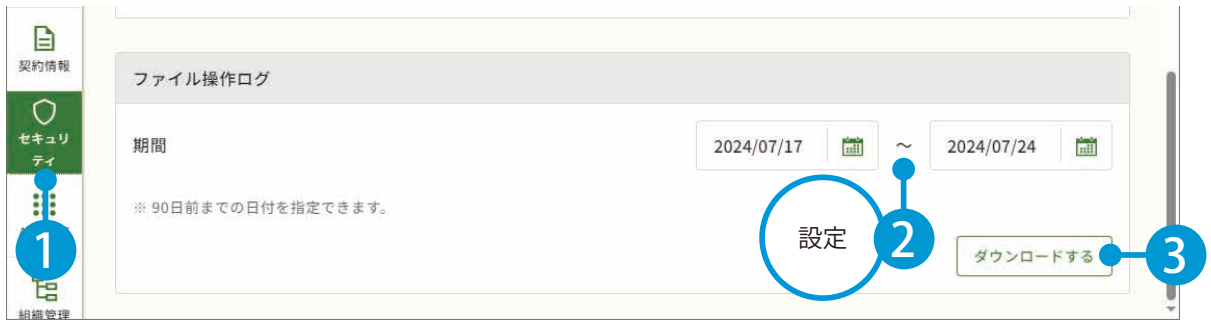 契約情報
ファイル操作ログ
セキュリ
ティ
期間
2024/07/17
～
2024/07/24
※ 90日前までの日付を指定できます。
1
設定
2
ダウンロードする
3
組織管理